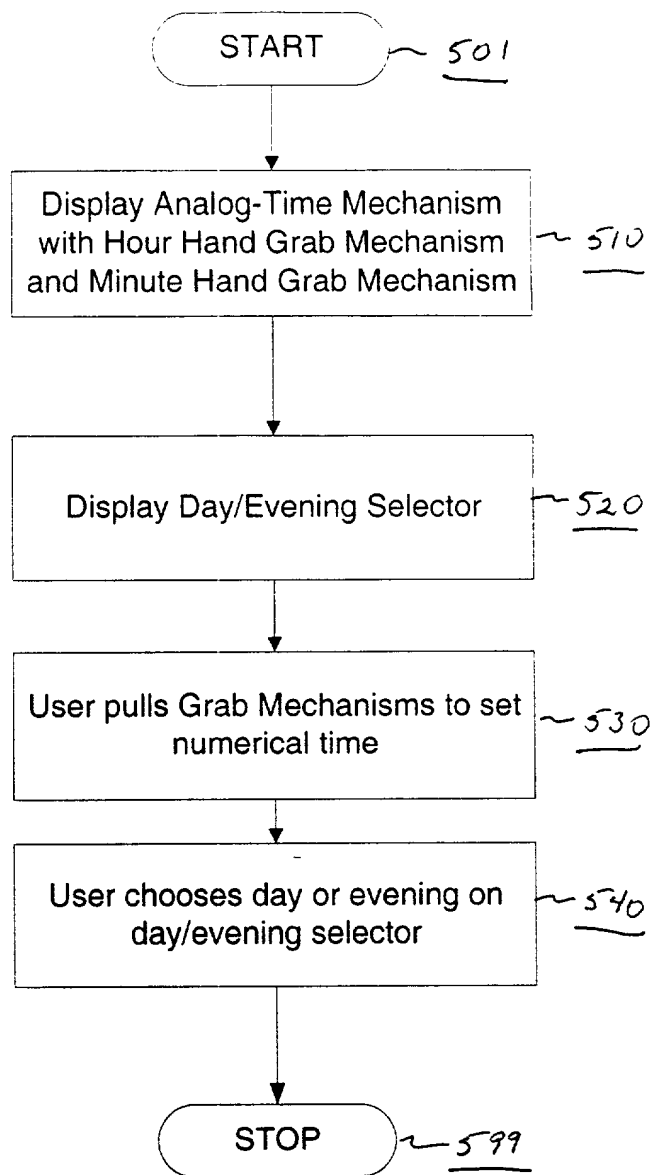 START
501
Display Analog-Time Mechanism
with Hour Hand Grab Mechanism
and Minute Hand Grab Mechanism
510
Display Day/Evening Selector
520
User pulls Grab Mechanisms to set
numerical time
530
User chooses day or evening on
day/evening selector
540
STOP
599